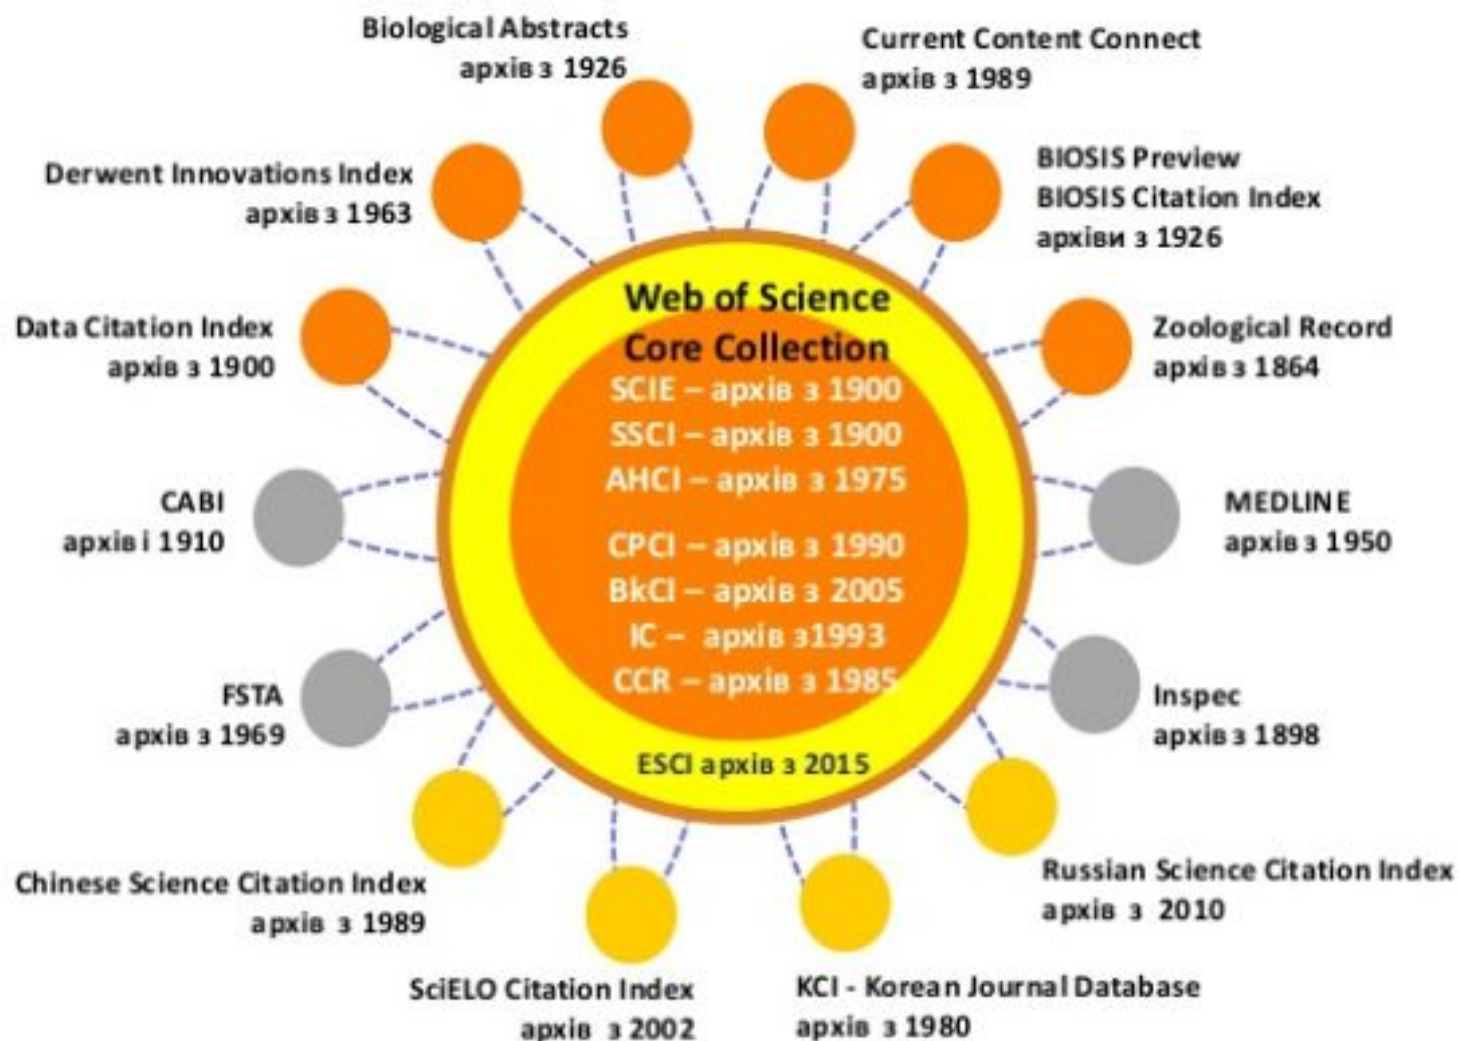 Biological Abstracts
архів з 1926
Current Content Connect
архів з 1989
Derwent Innovations Index
архів з 1963
BIOSIS Preview
BIOSIS Citation Index
архіви з 1926
Data Citation Index
архів з 1900
Zoological Record
архів з 1864
CABI
архів і 1910
MEDLINE
архів з 1950
FSTA
архів з 1969
Inspec
архів з 1898
Chinese Science Citation Index
архів з 1989
Russian Science Citation Index
архів з 2010
SciELO Citation Index
архів з 2002
KCI - Korean Journal Database
архів з 1980
Web of Science
Core Collection
SCIE – архів з 1900
SSCI – архів з 1900
AHCI – архів з 1975
CPCI – архів з 1990
BkCI – архів з 2005
IC – архів з1993
CCR – архів з 1985
ESCI архів з 2015